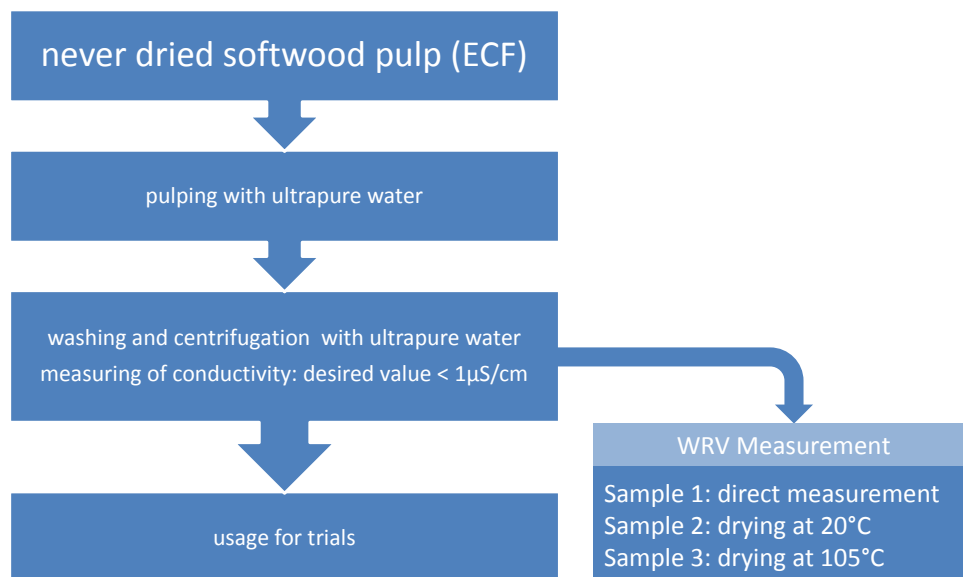 never dried softwood pulp (ECF)
pulping with ultrapure water
washing and centrifugation with ultrapure water
measuring of conductivity: desired value < 1µS/cm
WRV Measurement
Sample 1: direct measurement
Sample 2: drying at 20°C
Sample 3: drying at 105°C
usage for trials